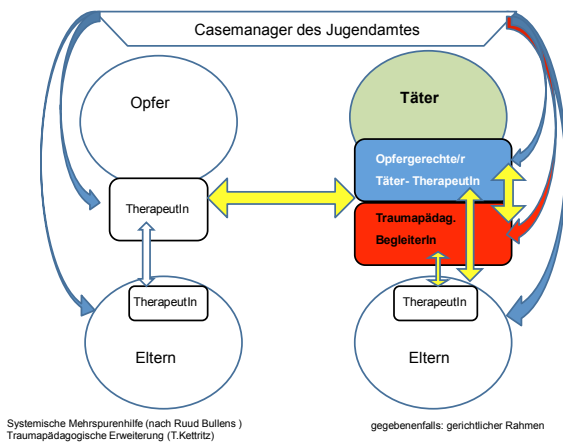 Casemanager des Jugendamtes
Opfer
Täter
Opfergerechte/r
Täter- TherapeutIn
TherapeutIn
Traumapädag.
BegleiterIn
TherapeutIn
TherapeutIn
Eltern
Eltern
Systemische Mehrspurenhilfe (nach Ruud Bullens )
Traumapädagogische Erweiterung (T.Kettritz)
gegebenenfalls: gerichtlicher Rahmen